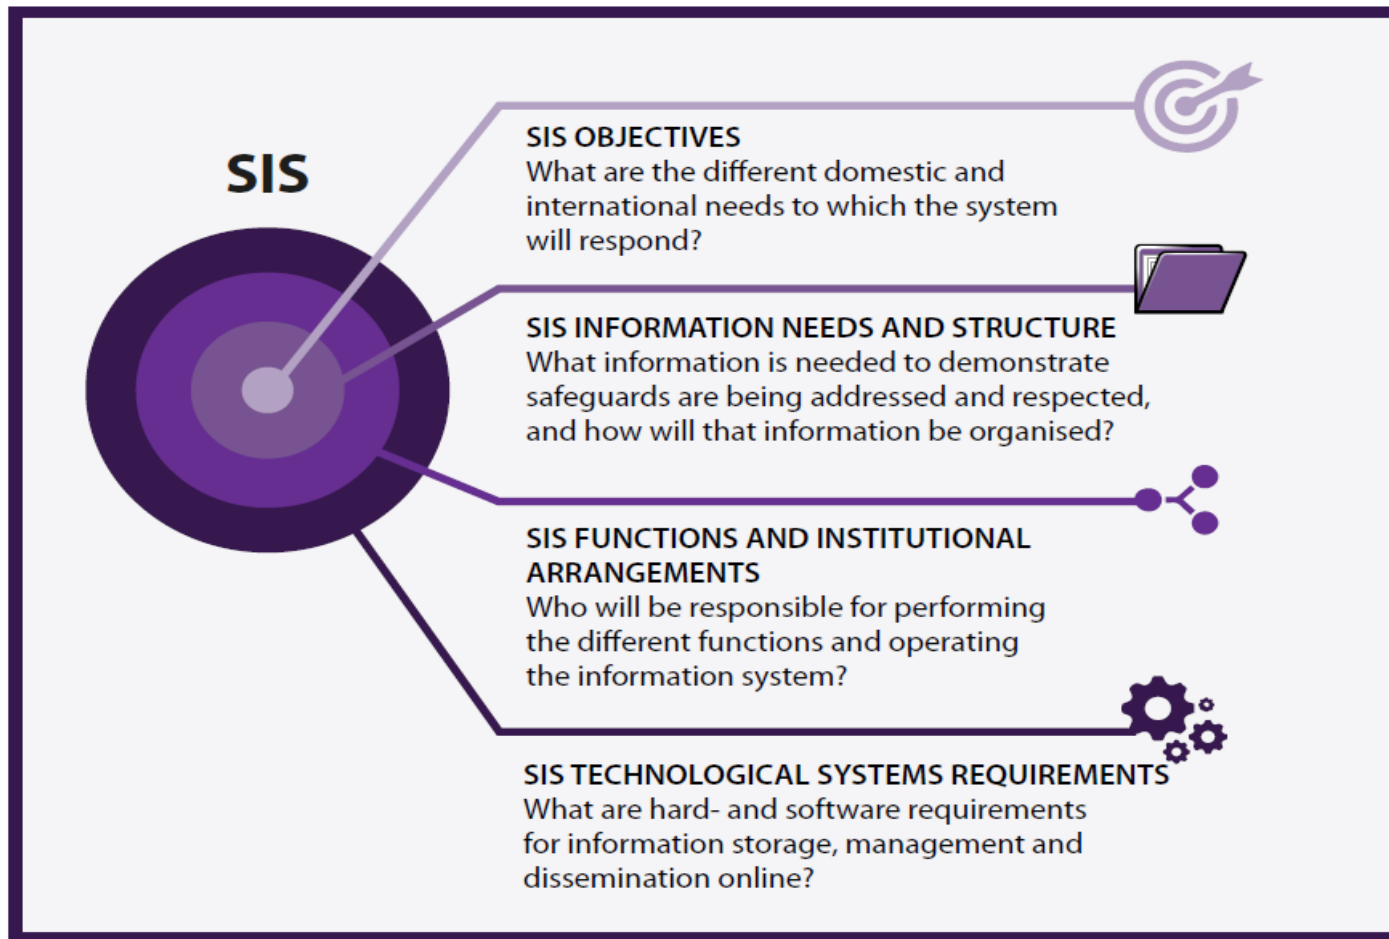 SIS
SIS OBJECTIVES
What are the different domestic and
international needs to which the system
will respond?
SIS INFORMATION NEEDS AND STRUCTURE
What information is needed to demonstrate
safeguards are being addressed and respected,
and how will that information be organised?
SIS FUNCTIONS AND INSTITUTIONAL
ARRANGEMENTS
Who will be responsible for performing
the different functions and operating
the information system?
SIS TECHNOLOGICAL SYSTEMS REQUIREMENTS
What are hard- and software requirements
for information storage, management and
dissemination online?